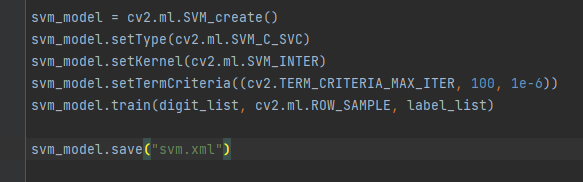 svm_model = cv2.ml.SVM_create()
svm_model.setType(cv2.ml.SVM_C_SVC)
svm_model.setKernel(cv2.ml.SVM_INTER)
svm_model.setTermCriteria((cv2.TERM_CRITERIA_MAX_ITER, 100, 1e-6))
svm_model.train(digit_list, cv2.ml.ROW_SAMPLE, label_list)
svm_model.save("svm.xml")